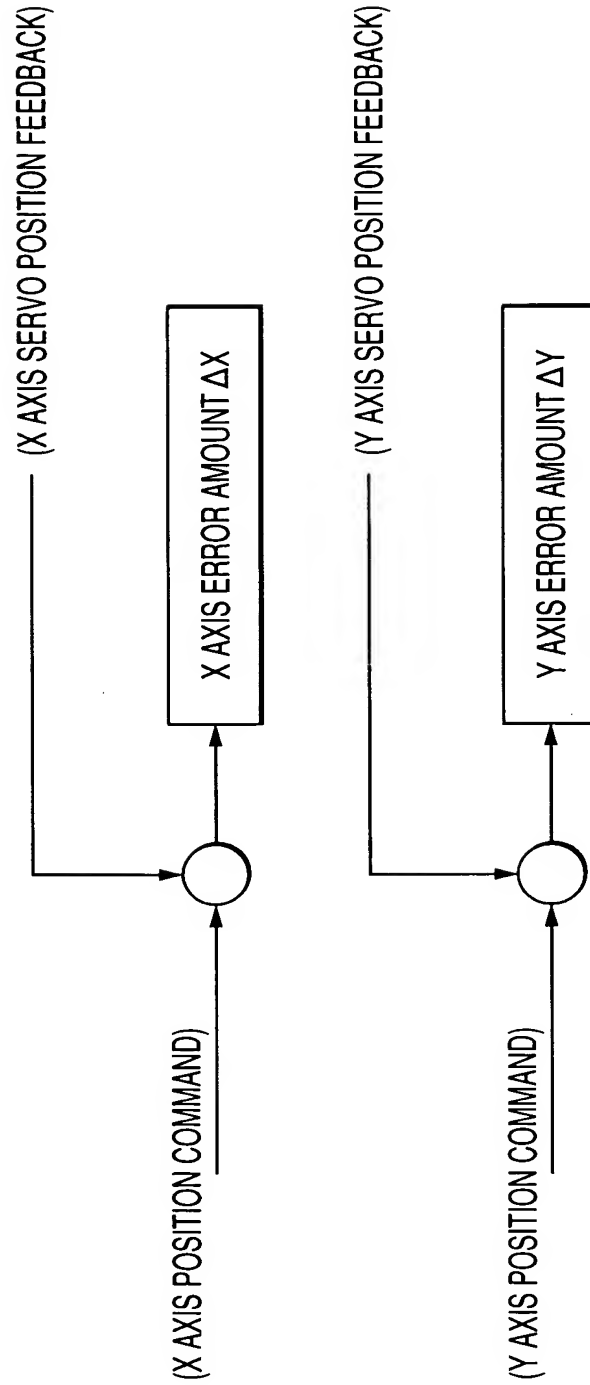 (X AXIS SERVO POSITION FEEDBACK)
(X AXIS POSITION COMMAND)
X AXIS ERROR AMOUNT ΔX
(Y AXIS SERVO POSITION FEEDBACK)
(Y AXIS POSITION COMMAND)
Y AXIS ERROR AMOUNT ΔY